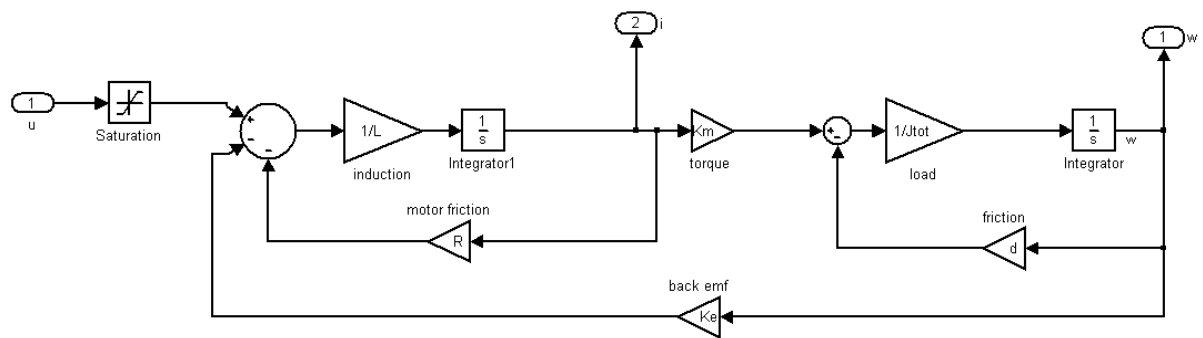 2
i
1
w
1
u
Saturation
+
-
-
1/L
induction
1
s
Integrator1
Km
torque
+
-
1/Jtot
load
1
s
Integrator
w
motor friction
R
friction
d
back emf
Ke